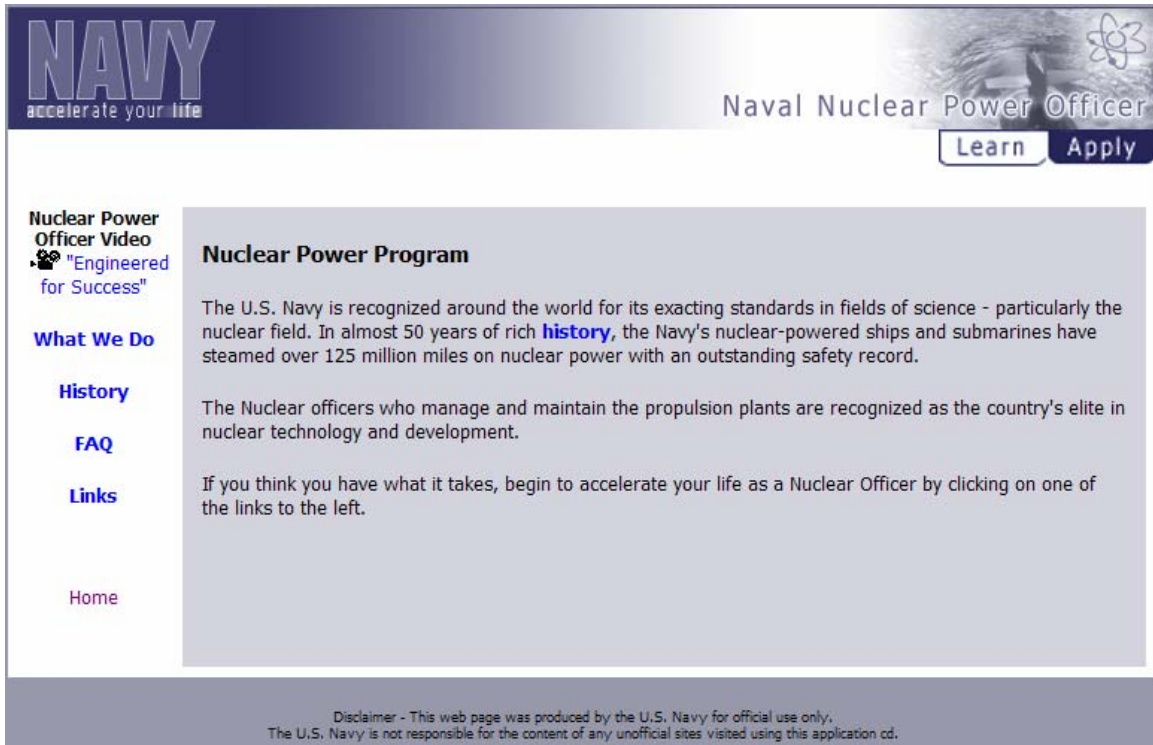 NAVY
accelerate your life
Naval Nuclear Power Officer
Learn Apply
Nuclear Power
Officer Video
"Engineered
for Success"
What We Do
History
FAQ
Links
Home
Nuclear Power Program
The U.S. Navy is recognized around the world for its exacting standards in fields of science - particularly the
nuclear field. In almost 50 years of rich history, the Navy's nuclear-powered ships and submarines have
steamed over 125 million miles on nuclear power with an outstanding safety record.
The Nuclear officers who manage and maintain the propulsion plants are recognized as the country's elite in
nuclear technology and development.
If you think you have what it takes, begin to accelerate your life as a Nuclear Officer by clicking on one of
the links to the left.
Disclaimer - This web page was produced by the U.S. Navy for official use only.
The U.S. Navy is not responsible for the content of any unofficial sites visited using this application cd.